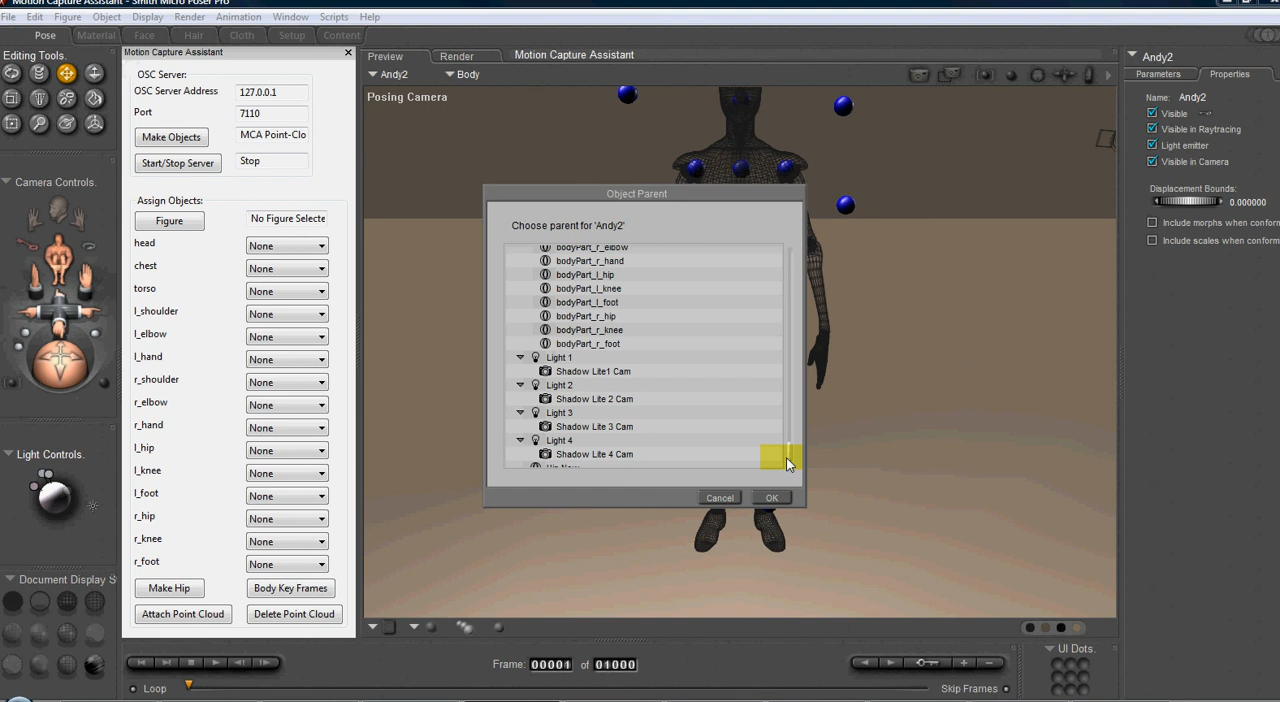 Motion Capture Assistant - Smith Micro Poser Pro
File Edit Figure Object Display Render Animation Window Scripts Help
Pose Material Face Hair Cloth Setup Content
Editing Tools.
Camera Controls.
Light Controls.
Document Display S
Motion Capture Assistant
OSC Server:
OSC Server Address 127.0.0.1
Port 7110
Make Objects MCA Point-Clo
Start/Stop Server Stop
Assign Objects:
Figure No Figure Selecte
head None
chest None
torso None
l_shoulder None
l_elbow None
l_hand None
r_shoulder None
r_elbow None
r_hand None
l_hip None
l_knee None
l_foot None
r_hip None
r_knee None
r_foot None
Make Hip Body Key Frames
Attach Point Cloud Delete Point Cloud
Preview Render Motion Capture Assistant
Andy2 Body
Posing Camera
Object Parent
Choose parent for 'Andy2'
bodyPart_r_elbow
bodyPart_r_hand
bodyPart_l_hip
bodyPart_l_knee
bodyPart_l_foot
bodyPart_r_hip
bodyPart_r_knee
bodyPart_r_foot
Light 1
Shadow Lite1 Cam
Light 2
Shadow Lite 2 Cam
Light 3
Shadow Lite 3 Cam
Light 4
Shadow Lite 4 Cam
Cancel OK
Andy2
Parameters Properties
Name: Andy2
Visible
Visible in Raytracing
Light emitter
Visible in Camera
Displacement Bounds:
0.000000
Include morphs when conform
Include scales when conform
Frame: 00001 of 01000
Loop Skip Frames
UI Dots.